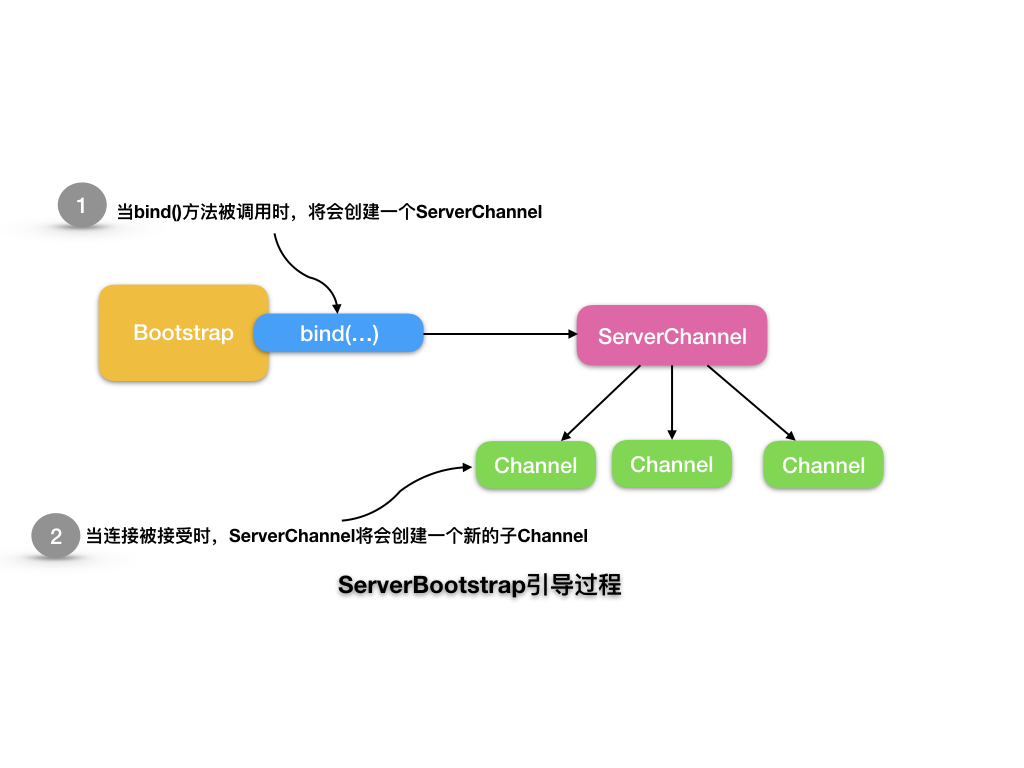 1
当bind()方法被调用时，将会创建一个ServerChannel
Bootstrap
bind(...)
ServerChannel
Channel
Channel
Channel
2
当连接被接受时，ServerChannel将会创建一个新的子Channel
ServerBootstrap引导过程